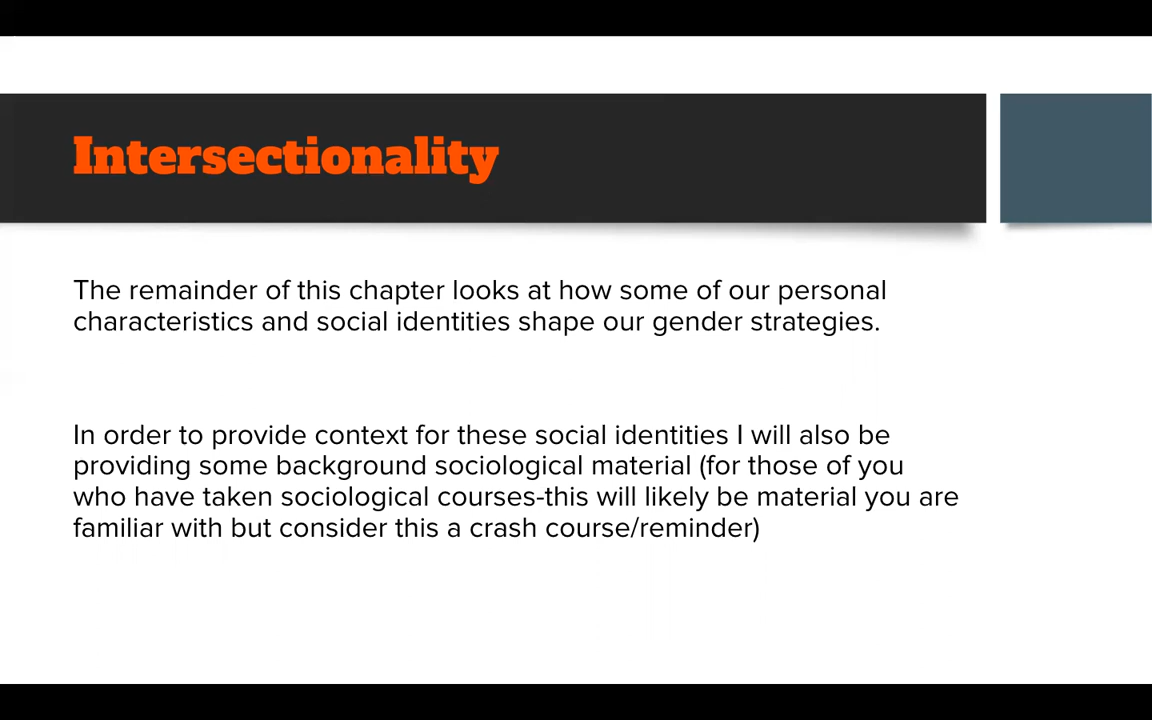 Intersectionality
The remainder of this chapter looks at how some of our personal
characteristics and social identities shape our gender strategies.
In order to provide context for these social identities I will also be
providing some background sociological material (for those of you
who have taken sociological courses-this will likely be material you are
familiar with but consider this a crash course/reminder)